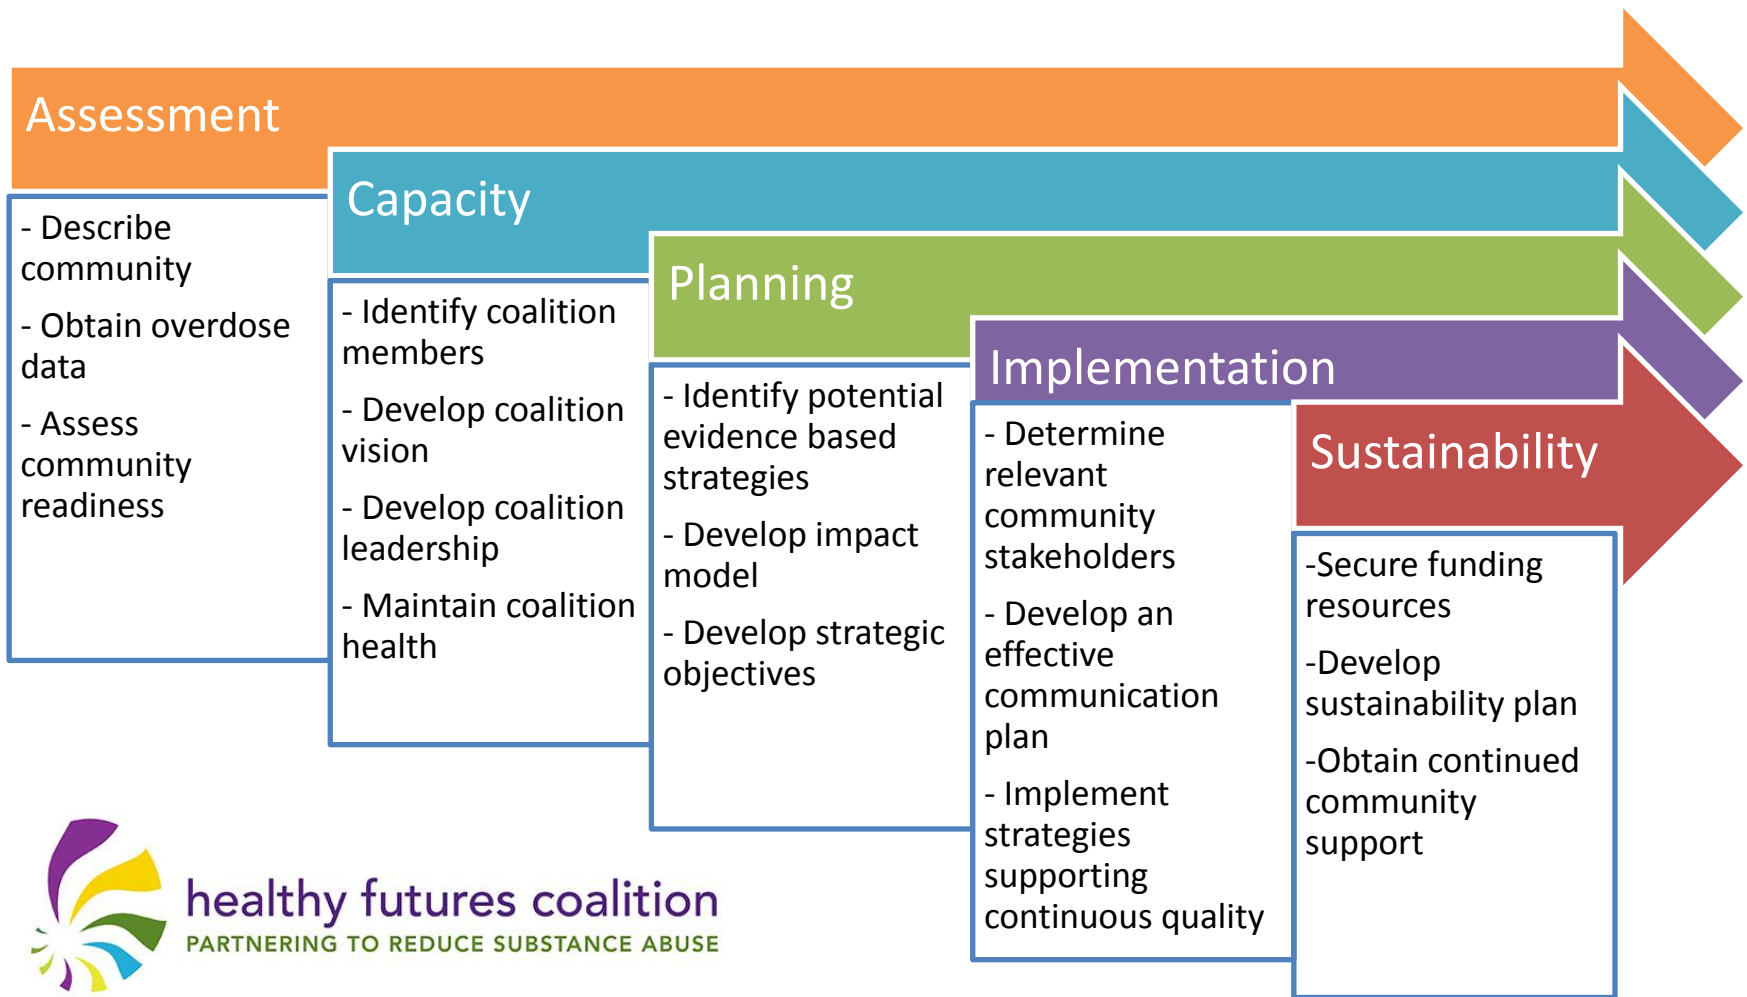 Assessment
- Describe
community
- Obtain overdose
data
- Assess
community
readiness
Capacity
- Identify coalition
members
- Develop coalition
vision
- Develop coalition
leadership
- Maintain coalition
health
Planning
- Identify potential
evidence based
strategies
- Develop impact
model
- Develop strategic
objectives
Implementation
- Determine
relevant
community
stakeholders
- Develop an
effective
communication
plan
- Implement
strategies
supporting
continuous quality
Sustainability
-Secure funding
resources
-Develop
sustainability plan
-Obtain continued
community
support
healthy futures coalition
PARTNERING TO REDUCE SUBSTANCE ABUSE